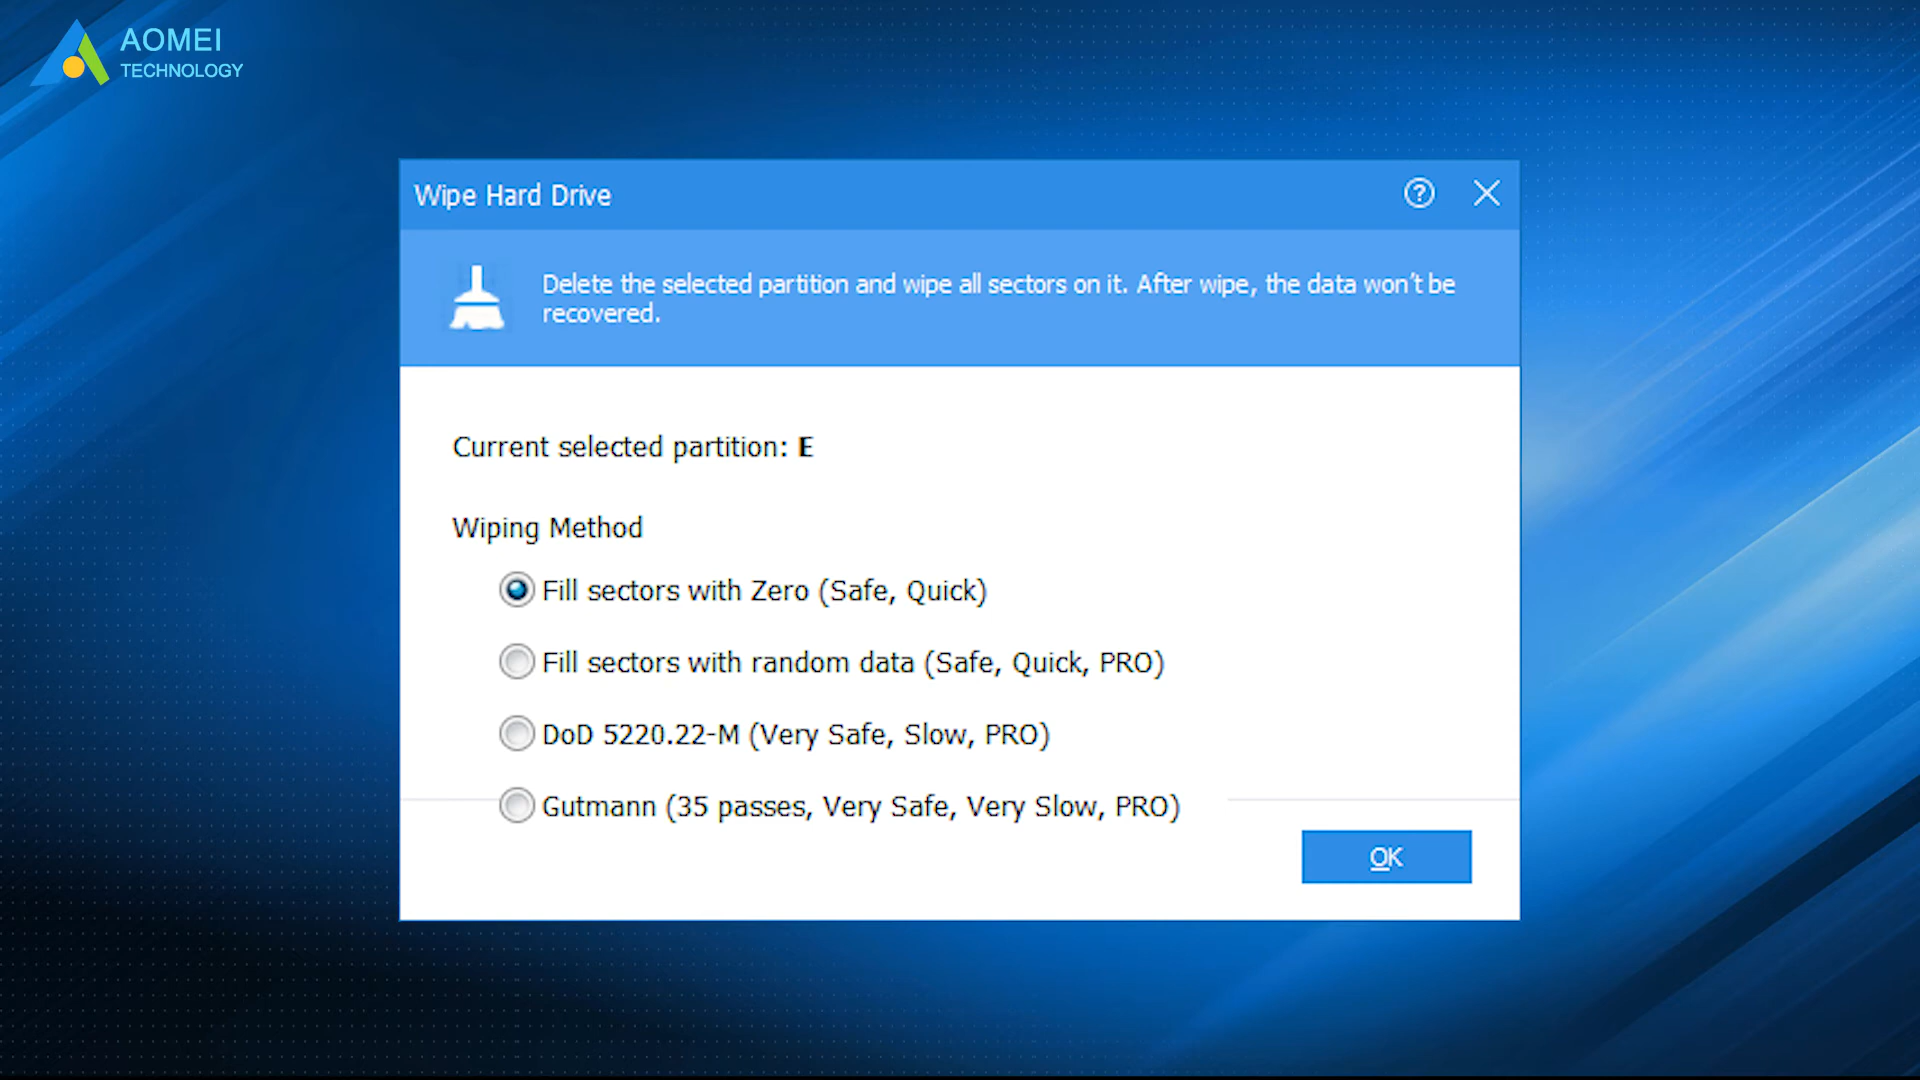 AOMEI
TECHNOLOGY
Wipe Hard Drive
Delete the selected partition and wipe all sectors on it. After wipe, the data won't be
recovered.
Current selected partition: E
Wiping Method
Fill sectors with Zero (Safe, Quick)
Fill sectors with random data (Safe, Quick, PRO)
DoD 5220.22-M (Very Safe, Slow, PRO)
Gutmann (35 passes, Very Safe, Very Slow, PRO)
OK